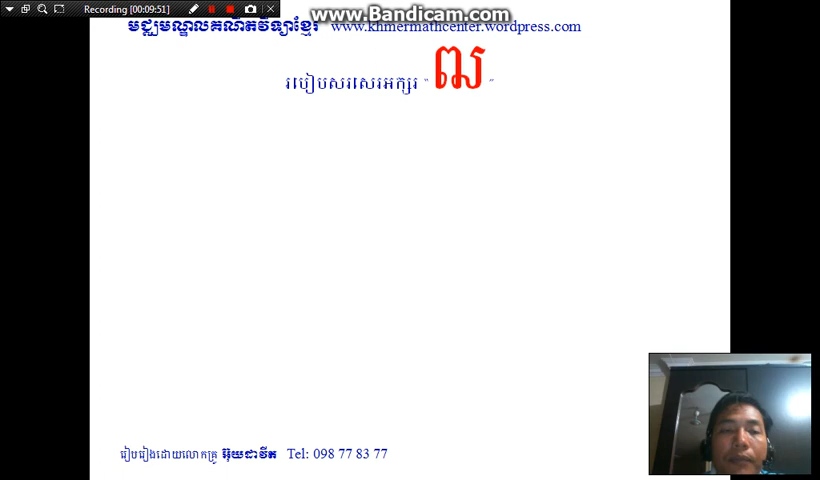 Recording [00:09:51]
www.Bandicam.com
មជ្ឈមណ្ឌលគណិតវិទ្យាខ្មែរ www.khmermathcenter.wordpress.com
របៀបសរសេរអក្សរ “ ឍ ”
រៀបរៀងដោយលោកគ្រូ អ៊ុយដាវីត Tel: 098 77 83 77